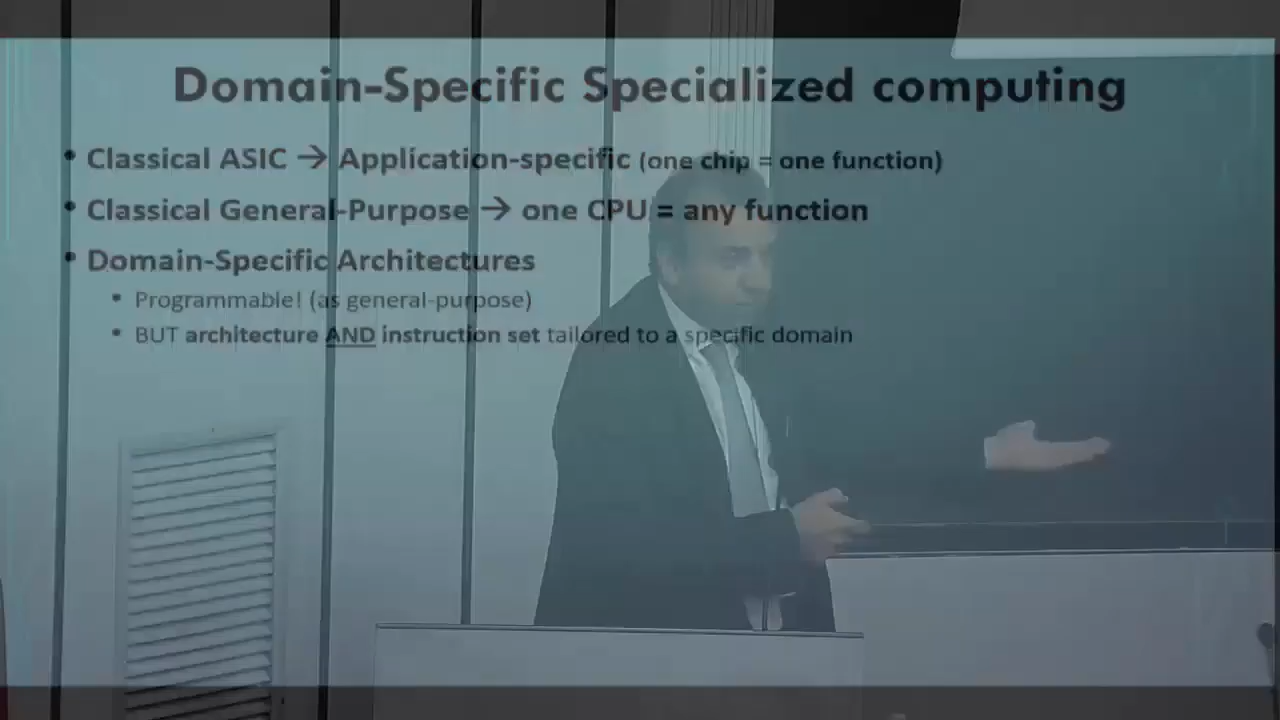 Domain-Specific Specialized computing
• Classical ASIC → Application-specific (one chip = one function)
• Classical General-Purpose → one CPU = any function
• Domain-Specific Architectures
• Programmable! (as general-purpose)
• BUT architecture AND instruction set tailored to a specific domain